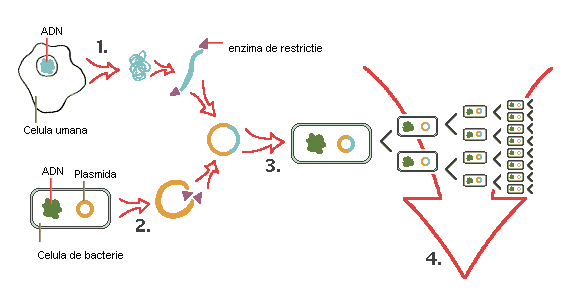 ADN
1.
enzima de restrictie
Celula umana
3.
ADN
Plasmida
2.
Celula de bacterie
4.